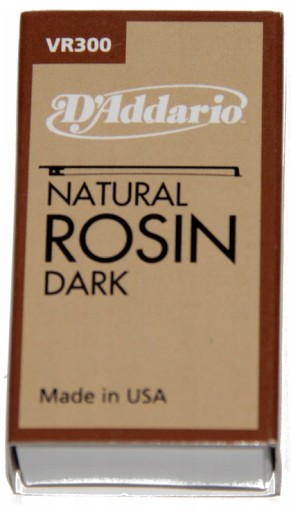 VR300
D'Addario
NATURAL
ROSIN
DARK
Made in USA